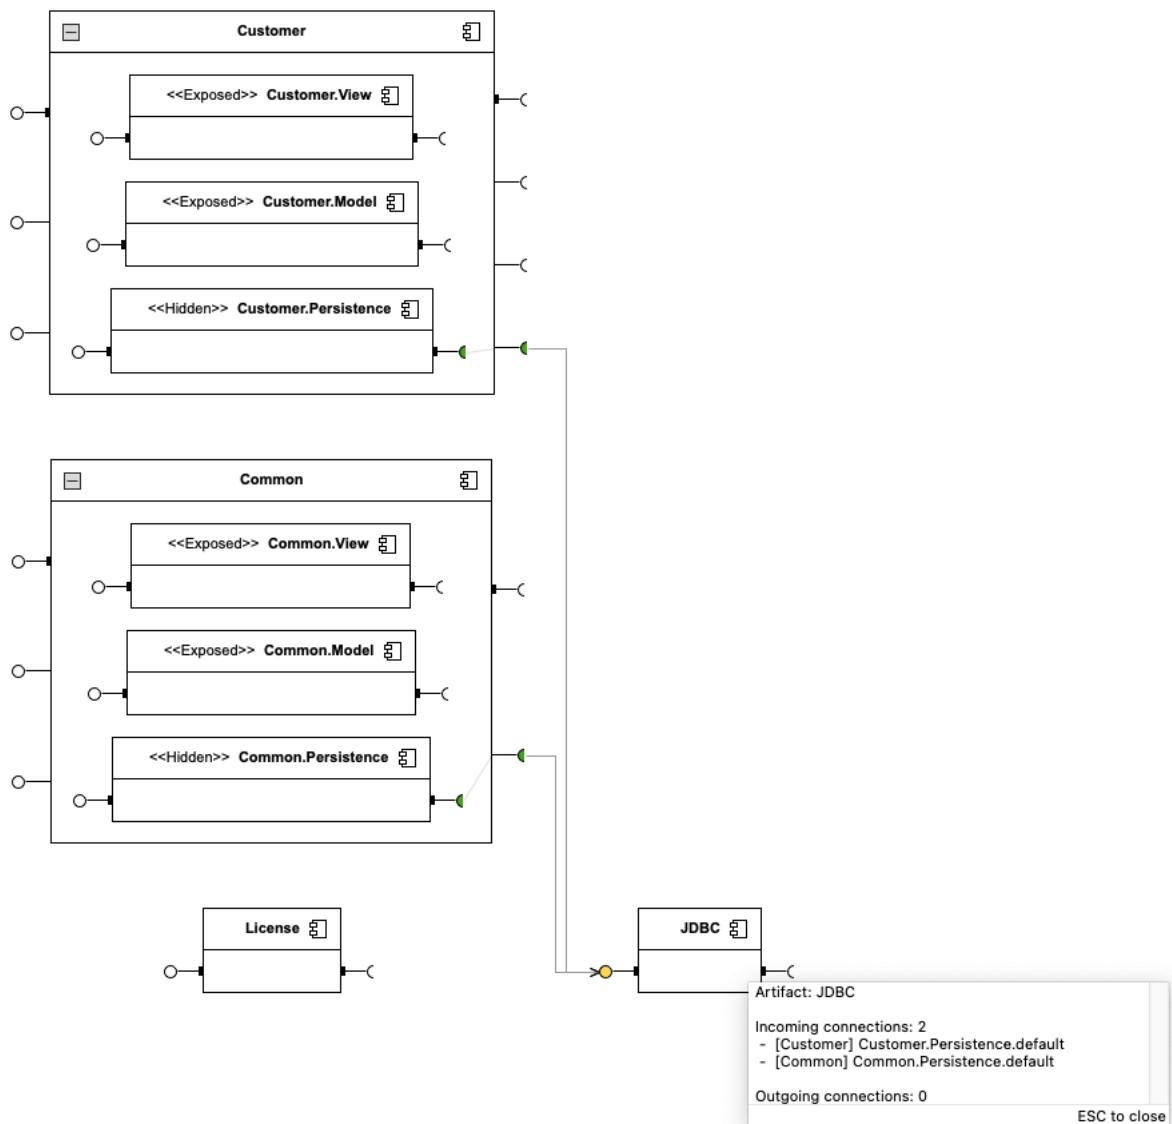 Customer
<<Exposed>> Customer.View
<<Exposed>> Customer.Model
<<Hidden>> Customer.Persistence
Common
<<Exposed>> Common.View
<<Exposed>> Common.Model
<<Hidden>> Common.Persistence
License
JDBC
Artifact: JDBC
Incoming connections: 2
- [Customer] Customer.Persistence.default
- [Common] Common.Persistence.default
Outgoing connections: 0
ESC to close